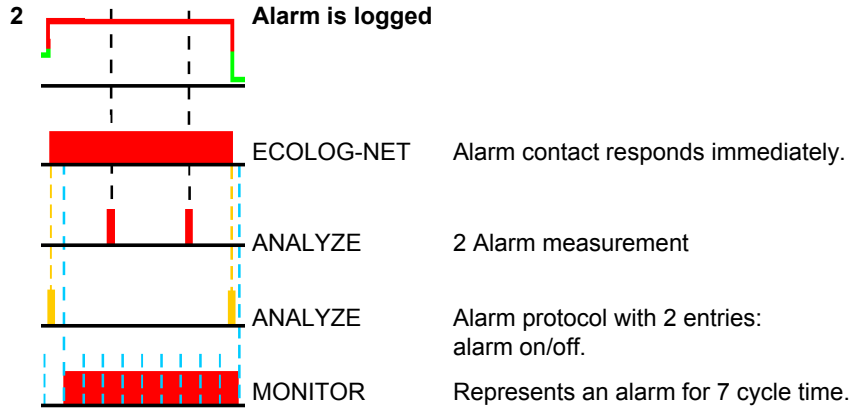 2 Alarm is logged
ECOLOG-NET Alarm contact responds immediately.
ANALYZE 2 Alarm measurement
ANALYZE Alarm protocol with 2 entries:
alarm on/off.
MONITOR Represents an alarm for 7 cycle time.